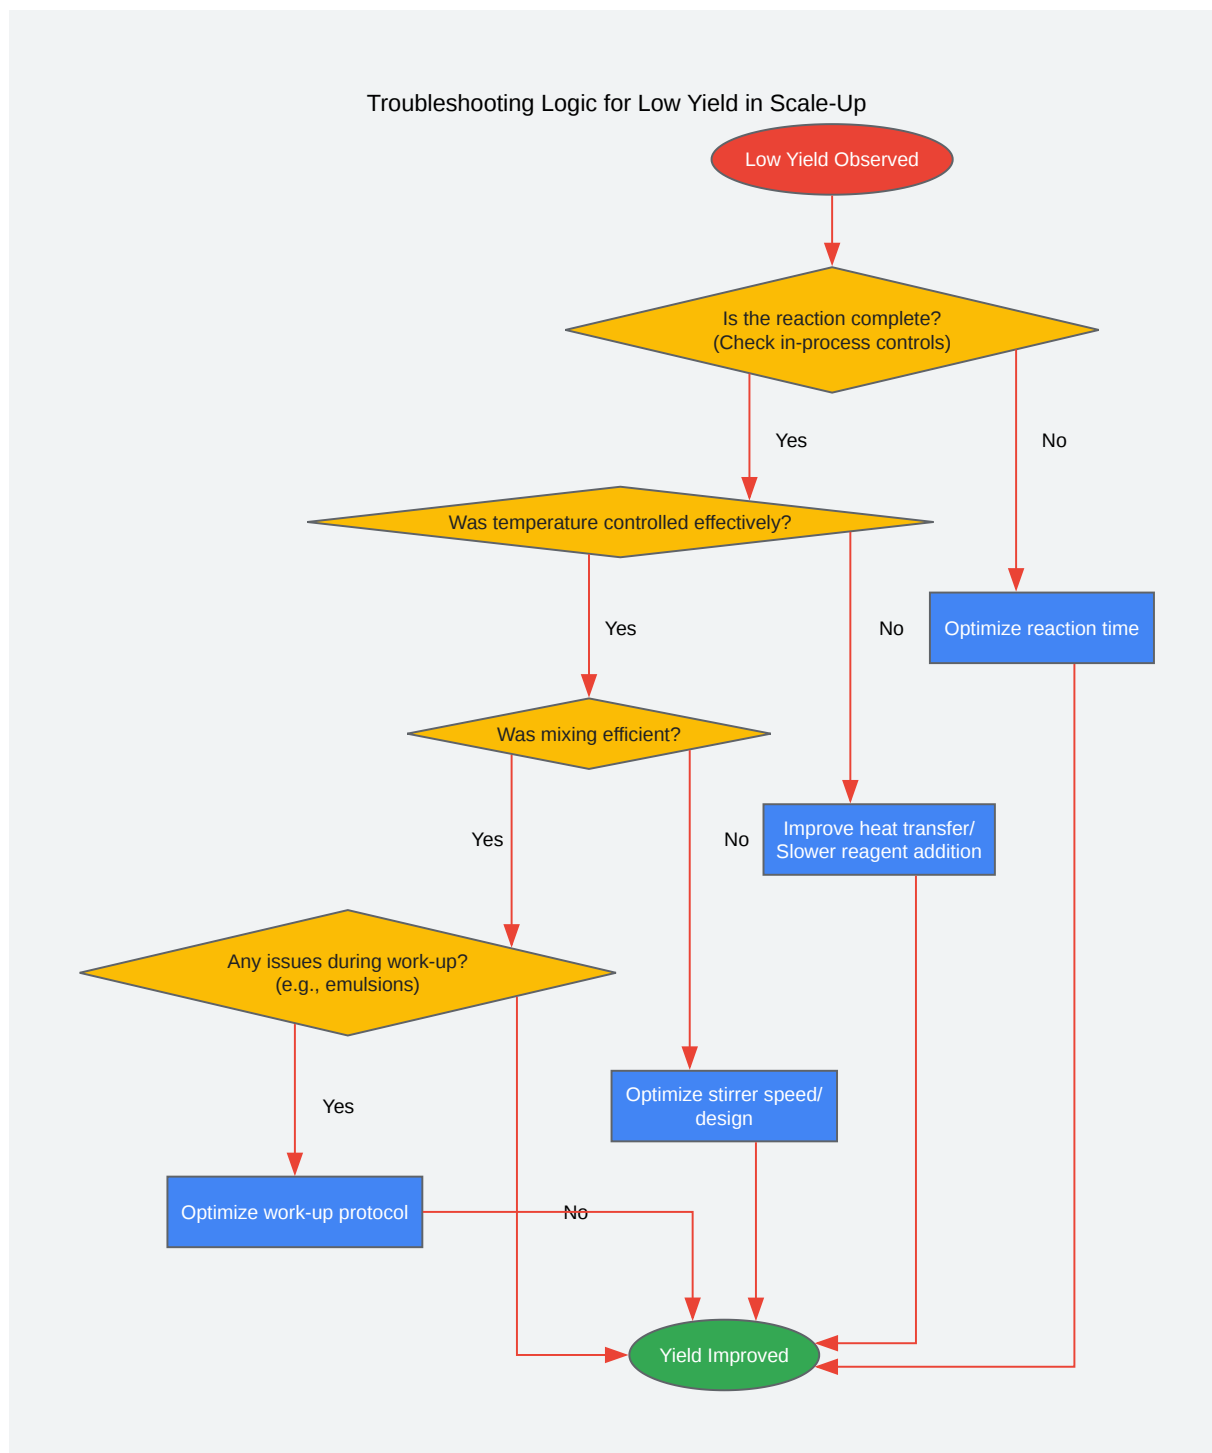 Troubleshooting Logic for Low Yield in Scale-Up
Low Yield Observed
Is the reaction complete?
(Check in-process controls)
Yes
No
Was temperature controlled effectively?
Yes
No
Optimize reaction time
Was mixing efficient?
Yes
No
Improve heat transfer/
Slower reagent addition
Any issues during work-up?
(e.g., emulsions)
Yes
Optimize stirrer speed/
design
Optimize work-up protocol
No
Yield Improved